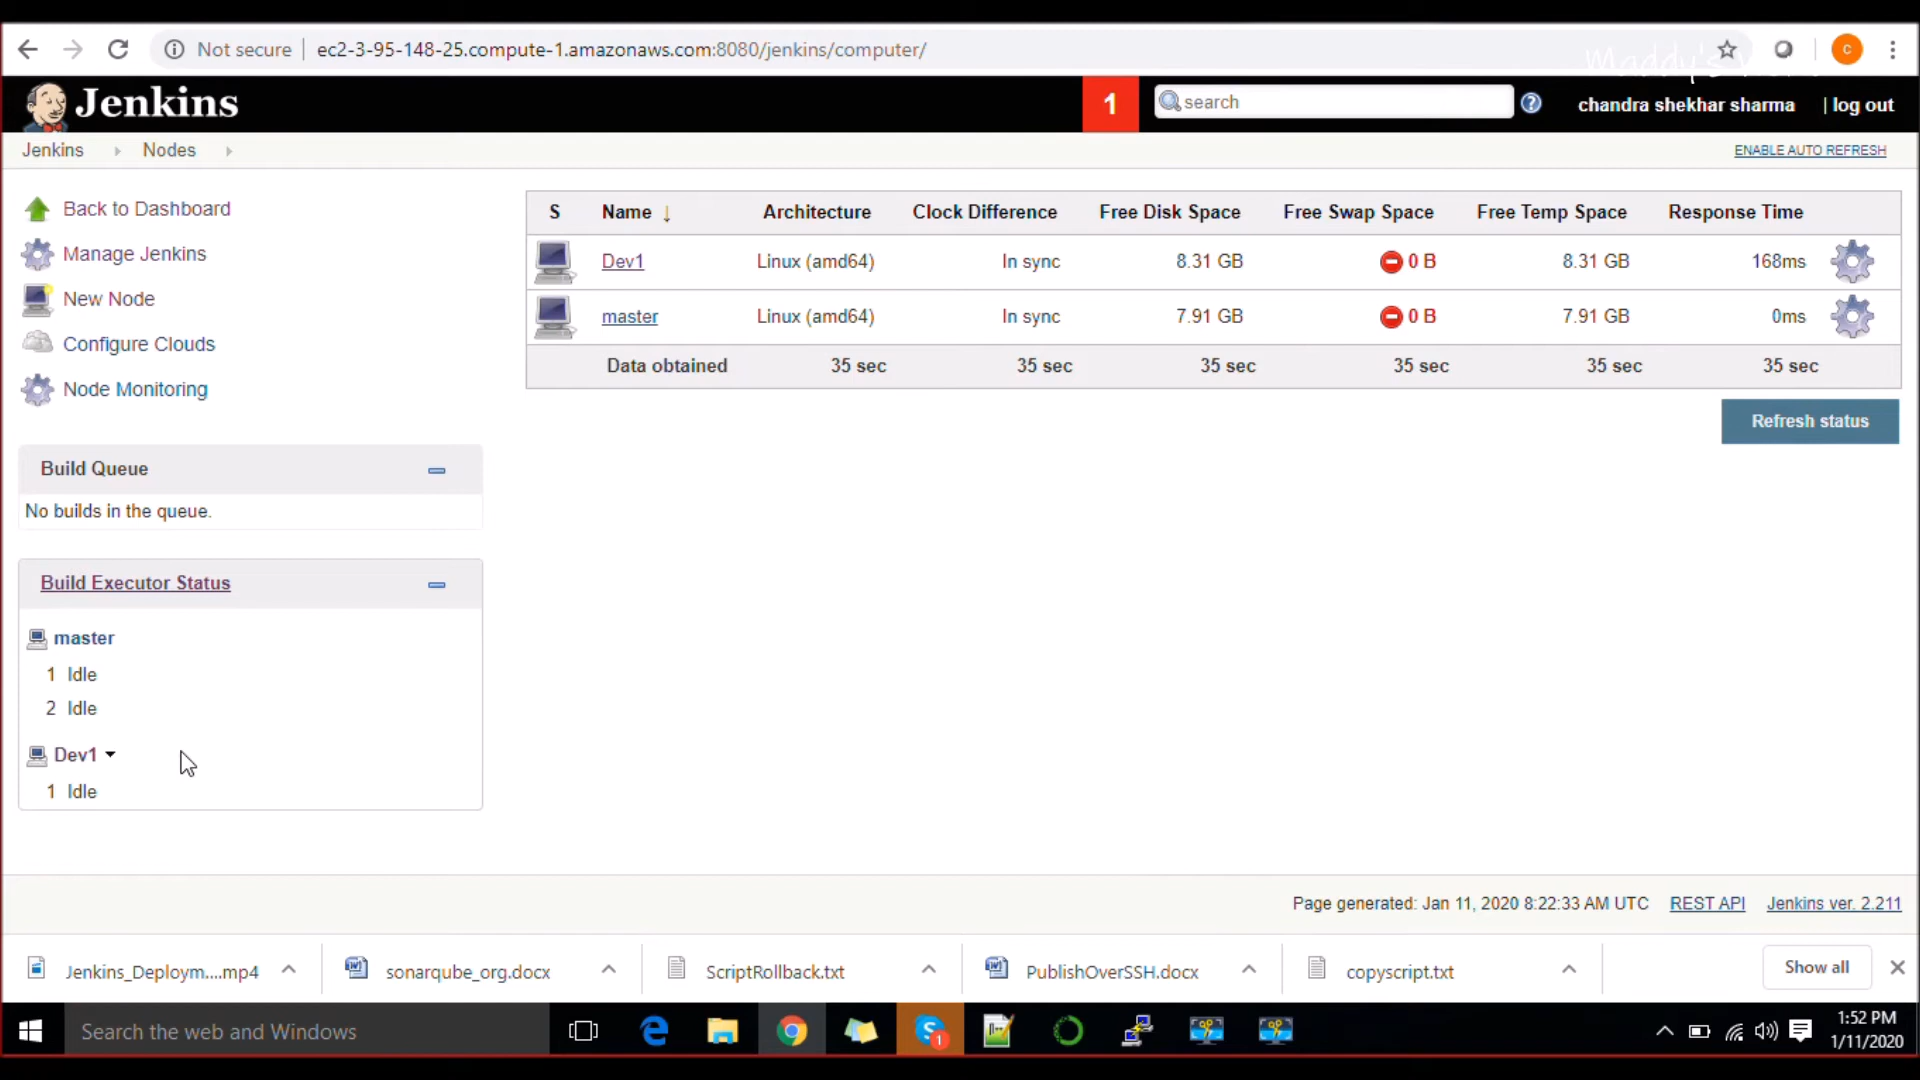 Not secure ec2-3-95-148-25.compute-1.amazonaws.com:8080/jenkins/computer/
C
Maddy's
Jenkins
1
search
?
chandra shekhar sharma | log out
Jenkins Nodes
ENABLE AUTO REFRESH
Back to Dashboard
Manage Jenkins
New Node
Configure Clouds
Node Monitoring
S Name ↓ Architecture Clock Difference Free Disk Space Free Swap Space Free Temp Space Response Time
Dev1 Linux (amd64) In sync 8.31 GB 0 B 8.31 GB 168ms
master Linux (amd64) In sync 7.91 GB 0 B 7.91 GB 0ms
Data obtained 35 sec 35 sec 35 sec 35 sec 35 sec 35 sec
Refresh status
Build Queue
No builds in the queue.
Build Executor Status
master
1 Idle
2 Idle
Dev1
1 Idle
Page generated: Jan 11, 2020 8:22:33 AM UTC REST API Jenkins ver. 2.211
Jenkins_Deploym....mp4 sonarqube_org.docx ScriptRollback.txt PublishOverSSH.docx copyscript.txt Show all
Search the web and Windows
1
1:52 PM
1/11/2020